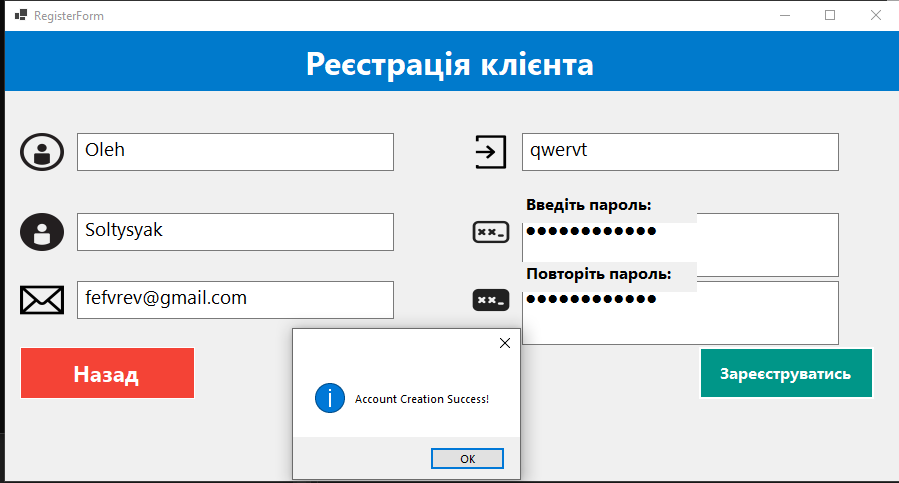 RegisterForm
Реєстрація клієнта
Oleh
qwervt
Введіть пароль:
●●●●●●●●●●●●
Soltysyak
Повторіть пароль:
●●●●●●●●●●●●
fefvrev@gmail.com
Назад
Зареєструватись
Account Creation Success!
OK